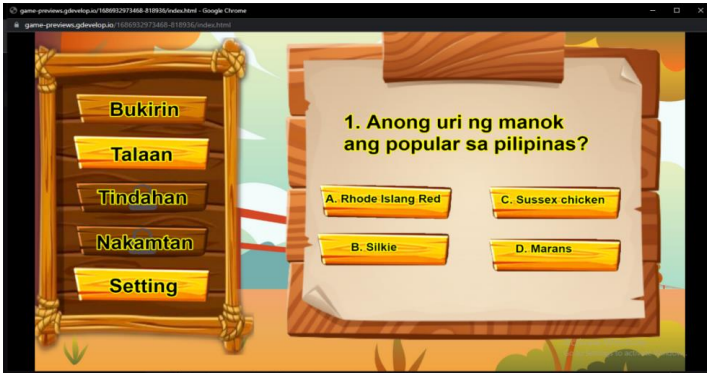 game-previews.gdevelop.io/1686932973468-818936/index.html - Google Chrome
game-previews.gdevelop.io/1686932973468-818936/index.html
Bukirin
Talaan
Tindahan
Nakamtan
Setting
1. Anong uri ng manok
ang popular sa pilipinas?
A. Rhode Islang Red
C. Sussex chicken
B. Silkie
D. Marans